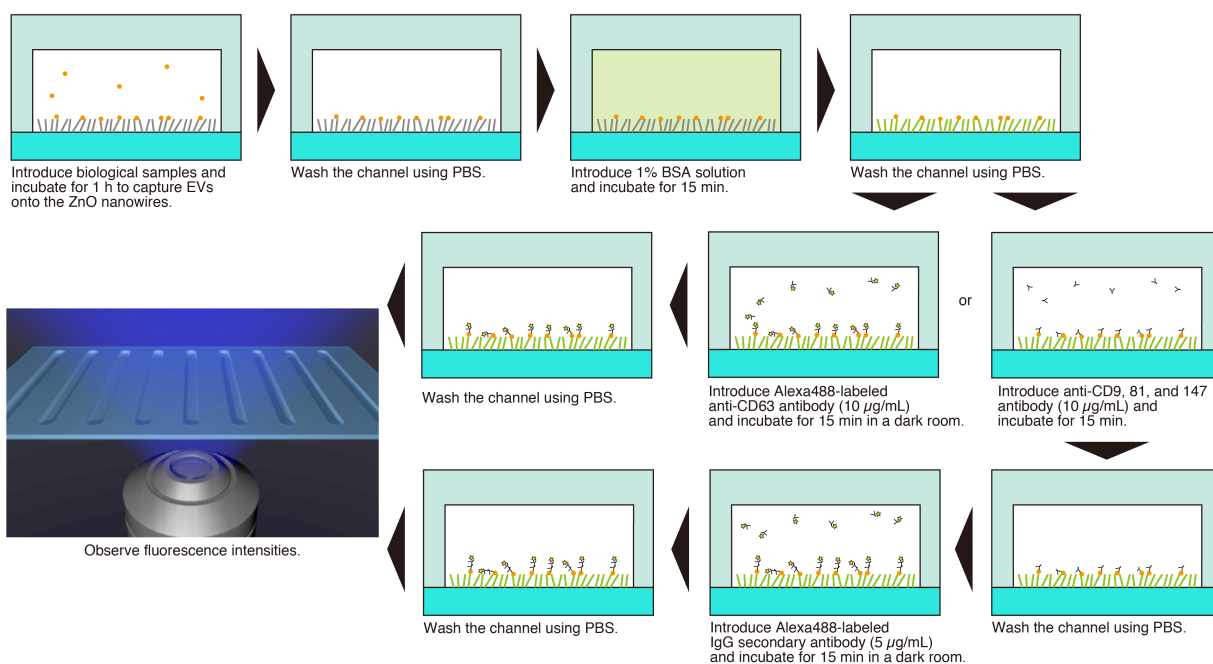 Introduce biological samples and
incubate for 1 h to capture EVs
onto the ZnO nanowires.
Wash the channel using PBS.
Introduce 1% BSA solution
and incubate for 15 min.
Wash the channel using PBS.
Wash the channel using PBS.
Introduce Alexa488-labeled
anti-CD63 antibody (10 µg/mL)
and incubate for 15 min in a dark room.
or
Introduce anti-CD9, 81, and 147
antibody (10 µg/mL) and
incubate for 15 min.
Observe fluorescence intensities.
Wash the channel using PBS.
Introduce Alexa488-labeled
IgG secondary antibody (5 µg/mL)
and incubate for 15 min in a dark room.
Wash the channel using PBS.